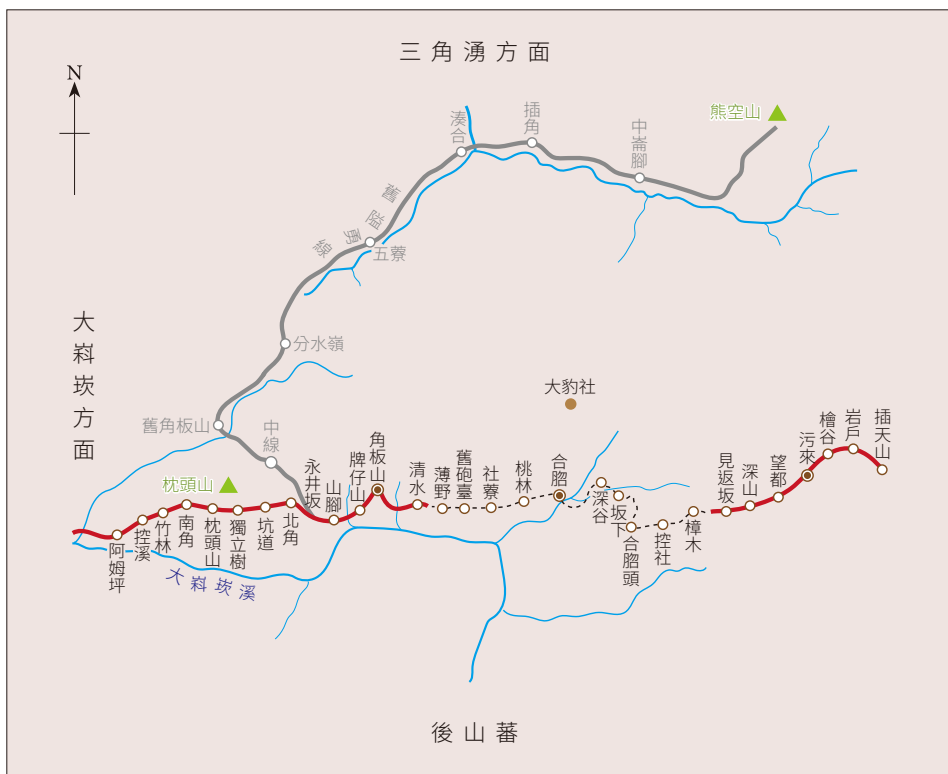 三角湧方面
N
熊空山
插角
湊合
中崙腳
舊隘勇線
五藔
大嵙崁方面
分水嶺
大豹社
舊角板山
中線
枕頭山
阿姆坪
控溪
竹林
南角
枕頭山
獨立樹
坑道
北角
永井坂
山腳
牌仔山
角板山
清水
薄野
舊砲臺
社寮
桃林
合脗
深谷
坂下
合脗頭
控社
樟木
見返坂
深山
望都
污來
檜谷
岩戶
插天山
大嵙崁溪
後山蕃